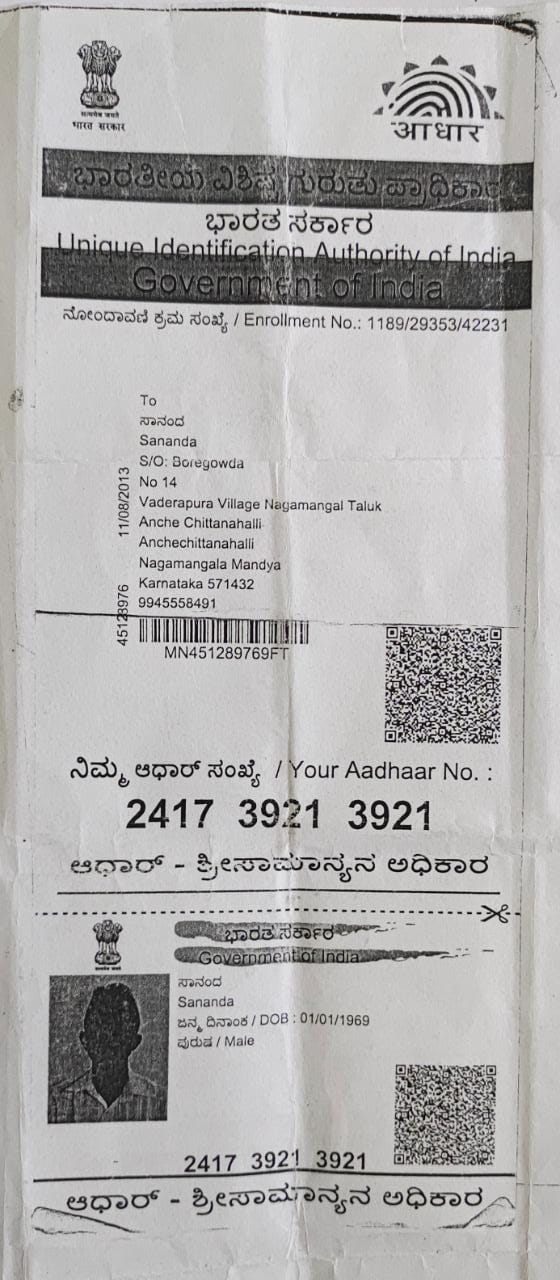 सत्यमेव जयते
भारत सरकार
आधार
ಭಾರತೀಯ ವಿಶಿಷ್ಟ ಗುರುತು ಪ್ರಾಧಿಕಾರ
ಭಾರತ ಸರ್ಕಾರ
Unique Identification Authority of India
Government of India
ನೋಂದಾವಣಿ ಕ್ರಮ ಸಂಖ್ಯೆ / Enrollment No.: 1189/29353/42231
To
ಸಾನಂದ
Sananda
S/O: Boregowda
No 14
Vaderapura Village Nagamangal Taluk
Anche Chittanahalli
Anchechittanahalli
Nagamangala Mandya
Karnataka 571432
9945558491
11/08/2013
MN451289769FT
ನಿಮ್ಮ ಆಧಾರ್ ಸಂಖ್ಯೆ / Your Aadhaar No. :
2417 3921 3921
ಆಧಾರ್ - ಶ್ರೀಸಾಮಾನ್ಯನ ಅಧಿಕಾರ
ಭಾರತ ಸರ್ಕಾರ
Government of India
ಸಾನಂದ
Sananda
ಜನ್ಮ ದಿನಾಂಕ / DOB : 01/01/1969
ಪುರುಷ / Male
2417 3921 3921
ಆಧಾರ್ - ಶ್ರೀಸಾಮಾನ್ಯನ ಅಧಿಕಾರ